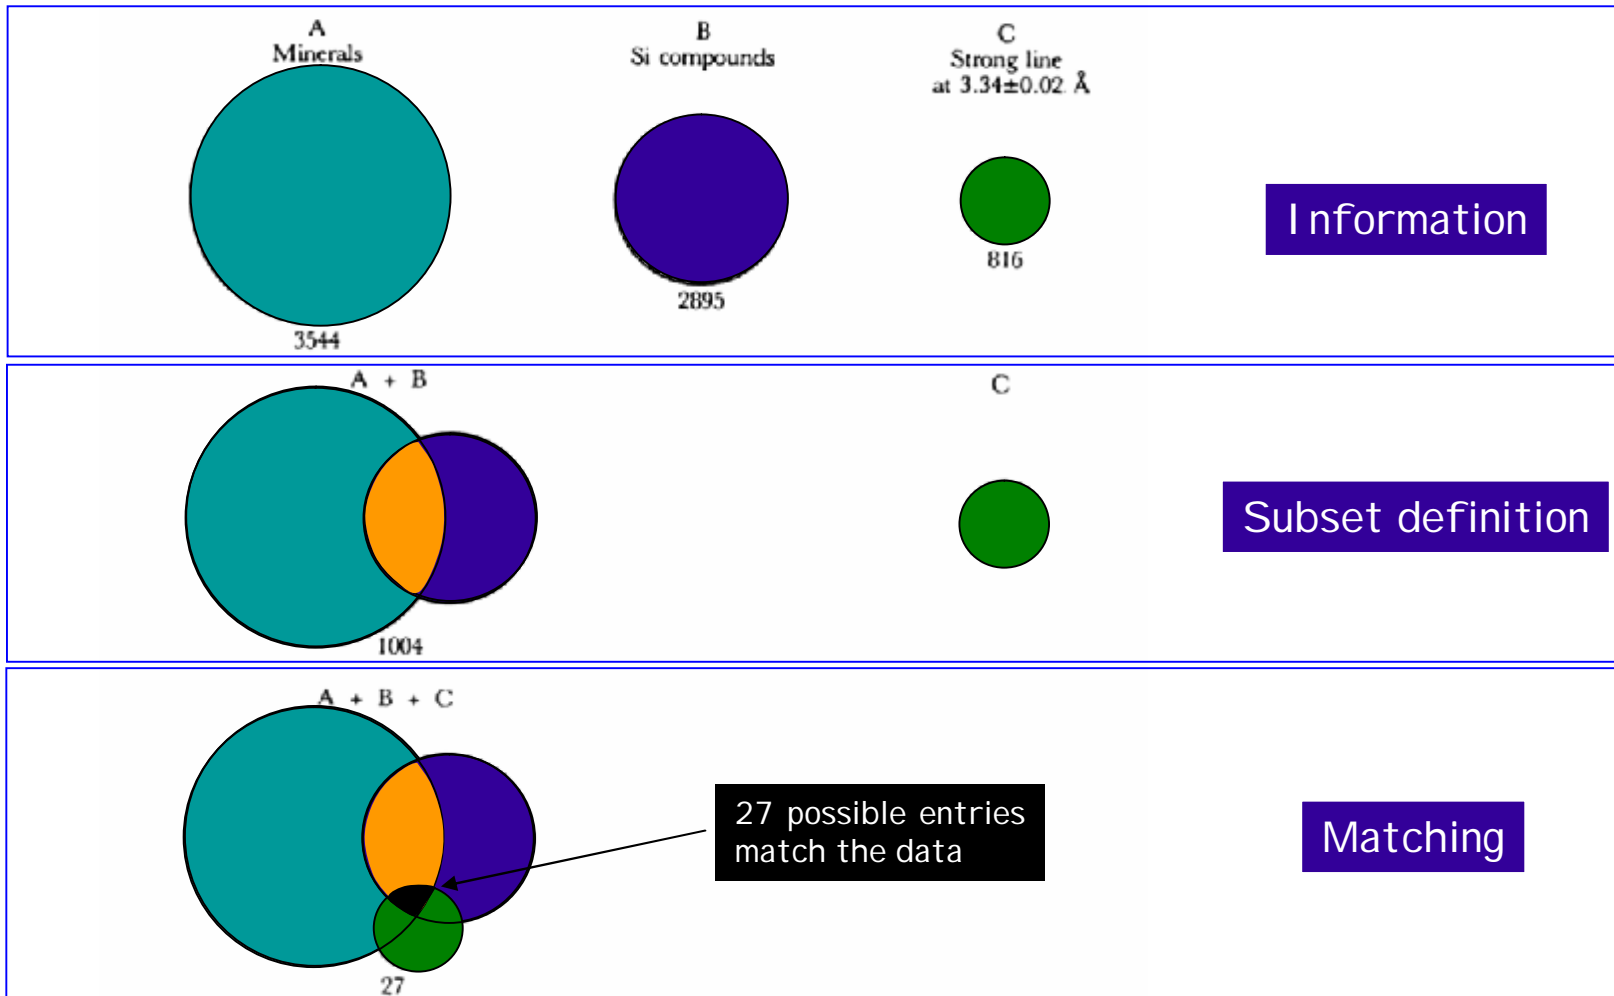 A
Minerals
3544
B
Si compounds
2895
C
Strong line
at 3.34±0.02 Å
816
Information
A + B
1004
C
Subset definition
A + B + C
27
27 possible entries
match the data
Matching